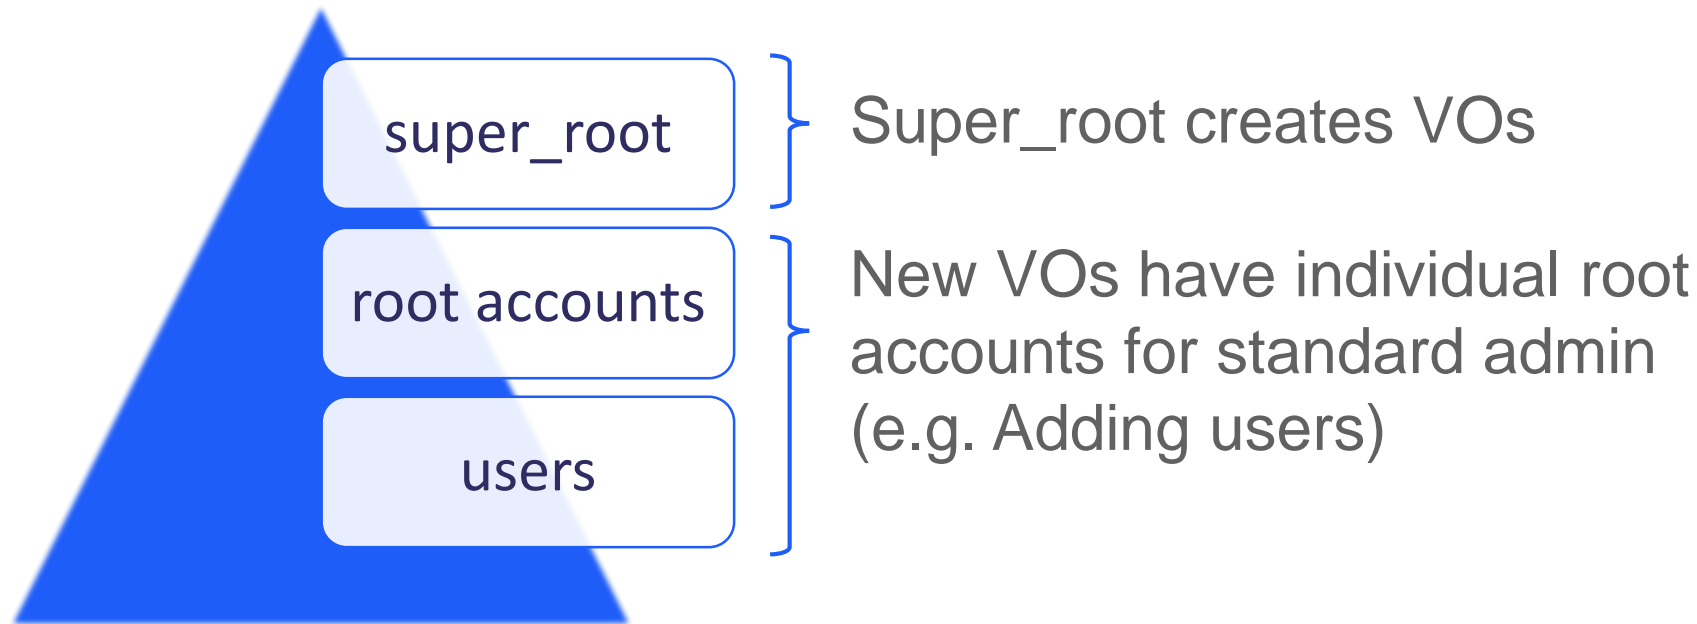 super_root
Super_root creates VOs
root accounts
New VOs have individual root
accounts for standard admin
(e.g. Adding users)
users